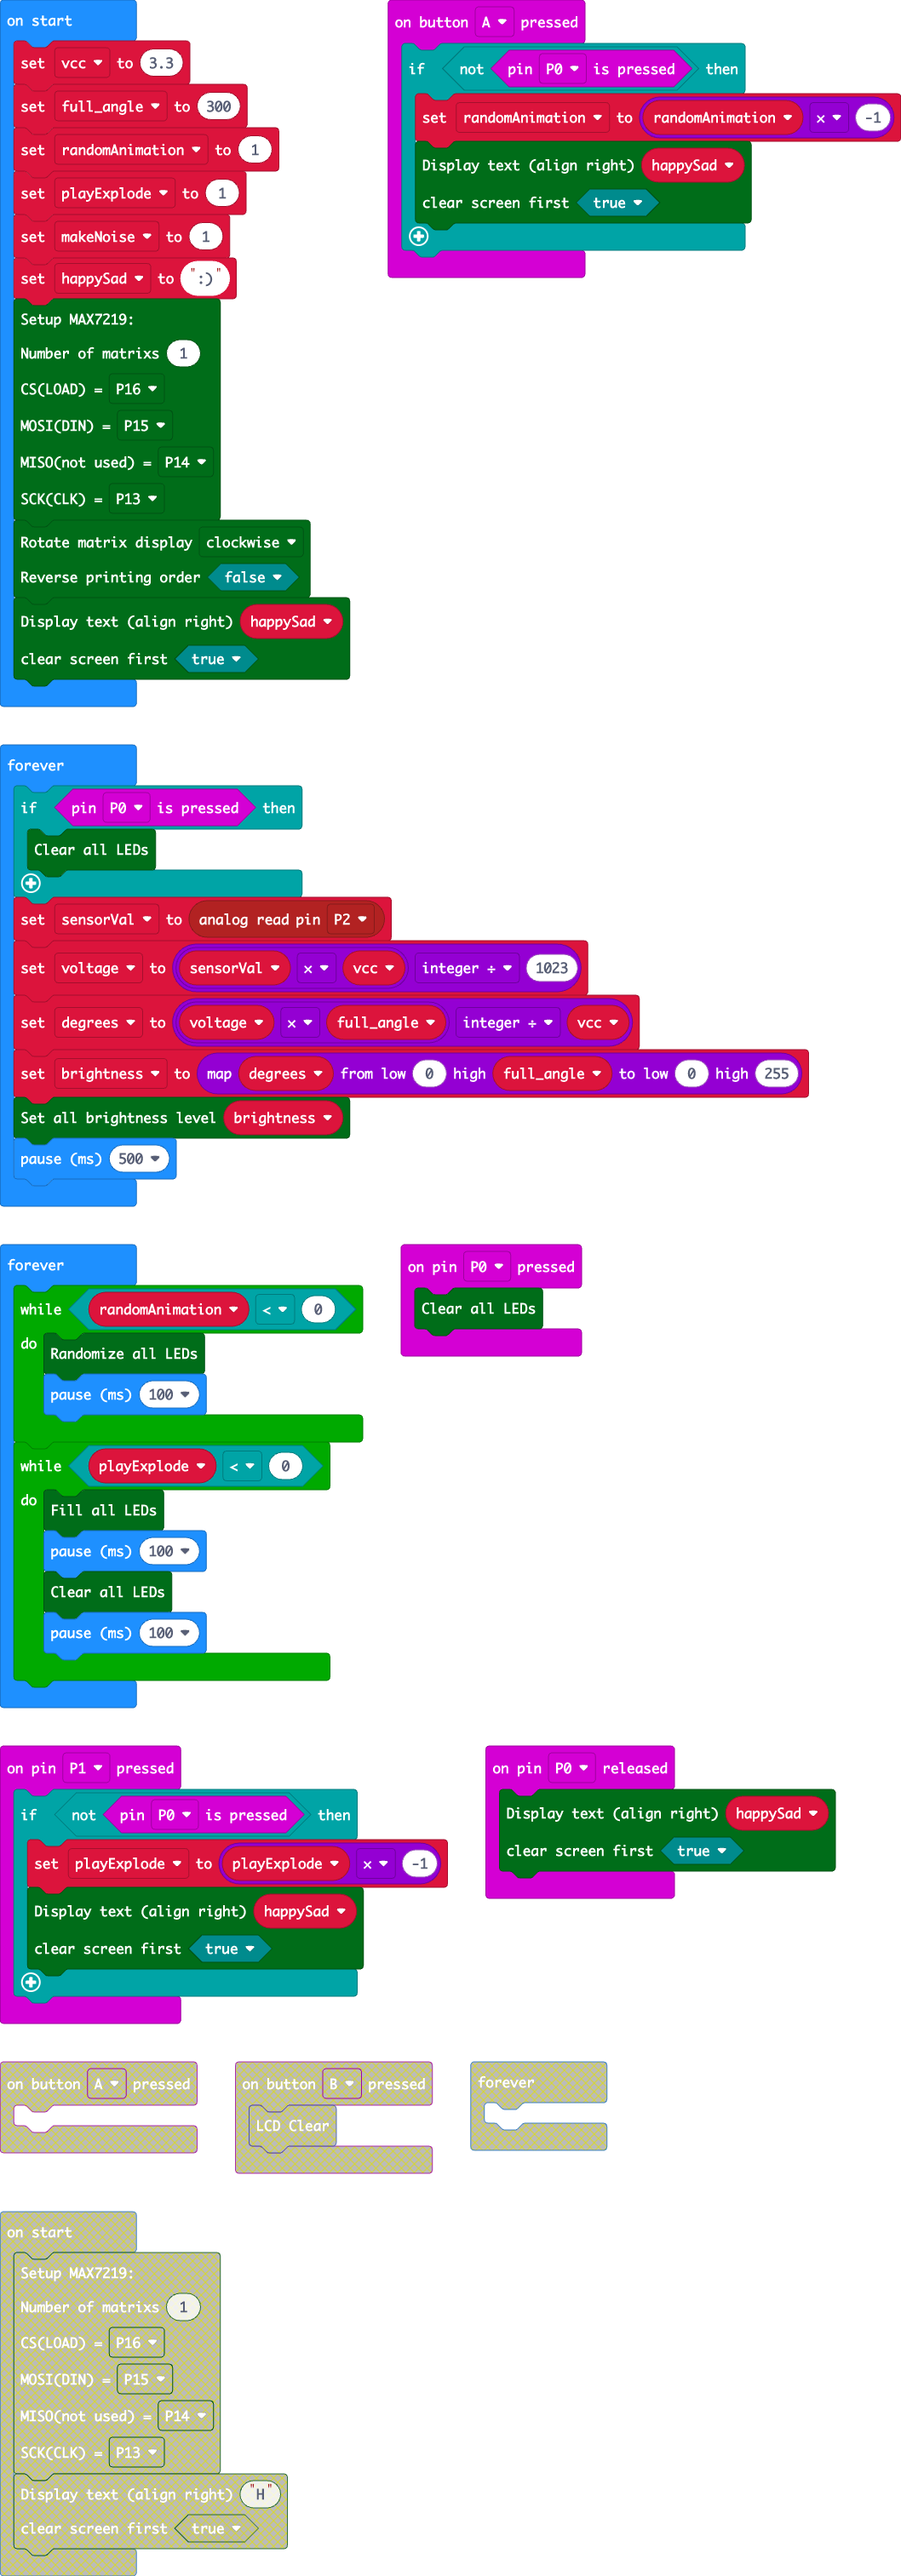 on start
set vcc to 3.3
set full_angle to 300
set randomAnimation to 1
set playExplode to 1
set makeNoise to 1
set happySad to ":)"
Setup MAX7219:
Number of matrixs 1
CS(LOAD) = P16
MOSI(DIN) = P15
MISO(not used) = P14
SCK(CLK) = P13
Rotate matrix display clockwise
Reverse printing order false
Display text (align right) happySad
clear screen first true
on button A pressed
if not pin P0 is pressed then
set randomAnimation to randomAnimation × -1
Display text (align right) happySad
clear screen first true
forever
if pin P0 is pressed then
Clear all LEDs
set sensorVal to analog read pin P2
set voltage to sensorVal × vcc integer ÷ 1023
set degrees to voltage × full_angle integer ÷ vcc
set brightness to map degrees from low 0 high full_angle to low 0 high 255
Set all brightness level brightness
pause (ms) 500
forever
while randomAnimation < 0
do
Randomize all LEDs
pause (ms) 100
while playExplode < 0
do
Fill all LEDs
pause (ms) 100
Clear all LEDs
pause (ms) 100
on pin P0 pressed
Clear all LEDs
on pin P1 pressed
if not pin P0 is pressed then
set playExplode to playExplode × -1
Display text (align right) happySad
clear screen first true
on pin P0 released
Display text (align right) happySad
clear screen first true
on button A pressed
on button B pressed
LCD Clear
forever
on start
Setup MAX7219:
Number of matrixs 1
CS(LOAD) = P16
MOSI(DIN) = P15
MISO(not used) = P14
SCK(CLK) = P13
Display text (align right) "H"
clear screen first true